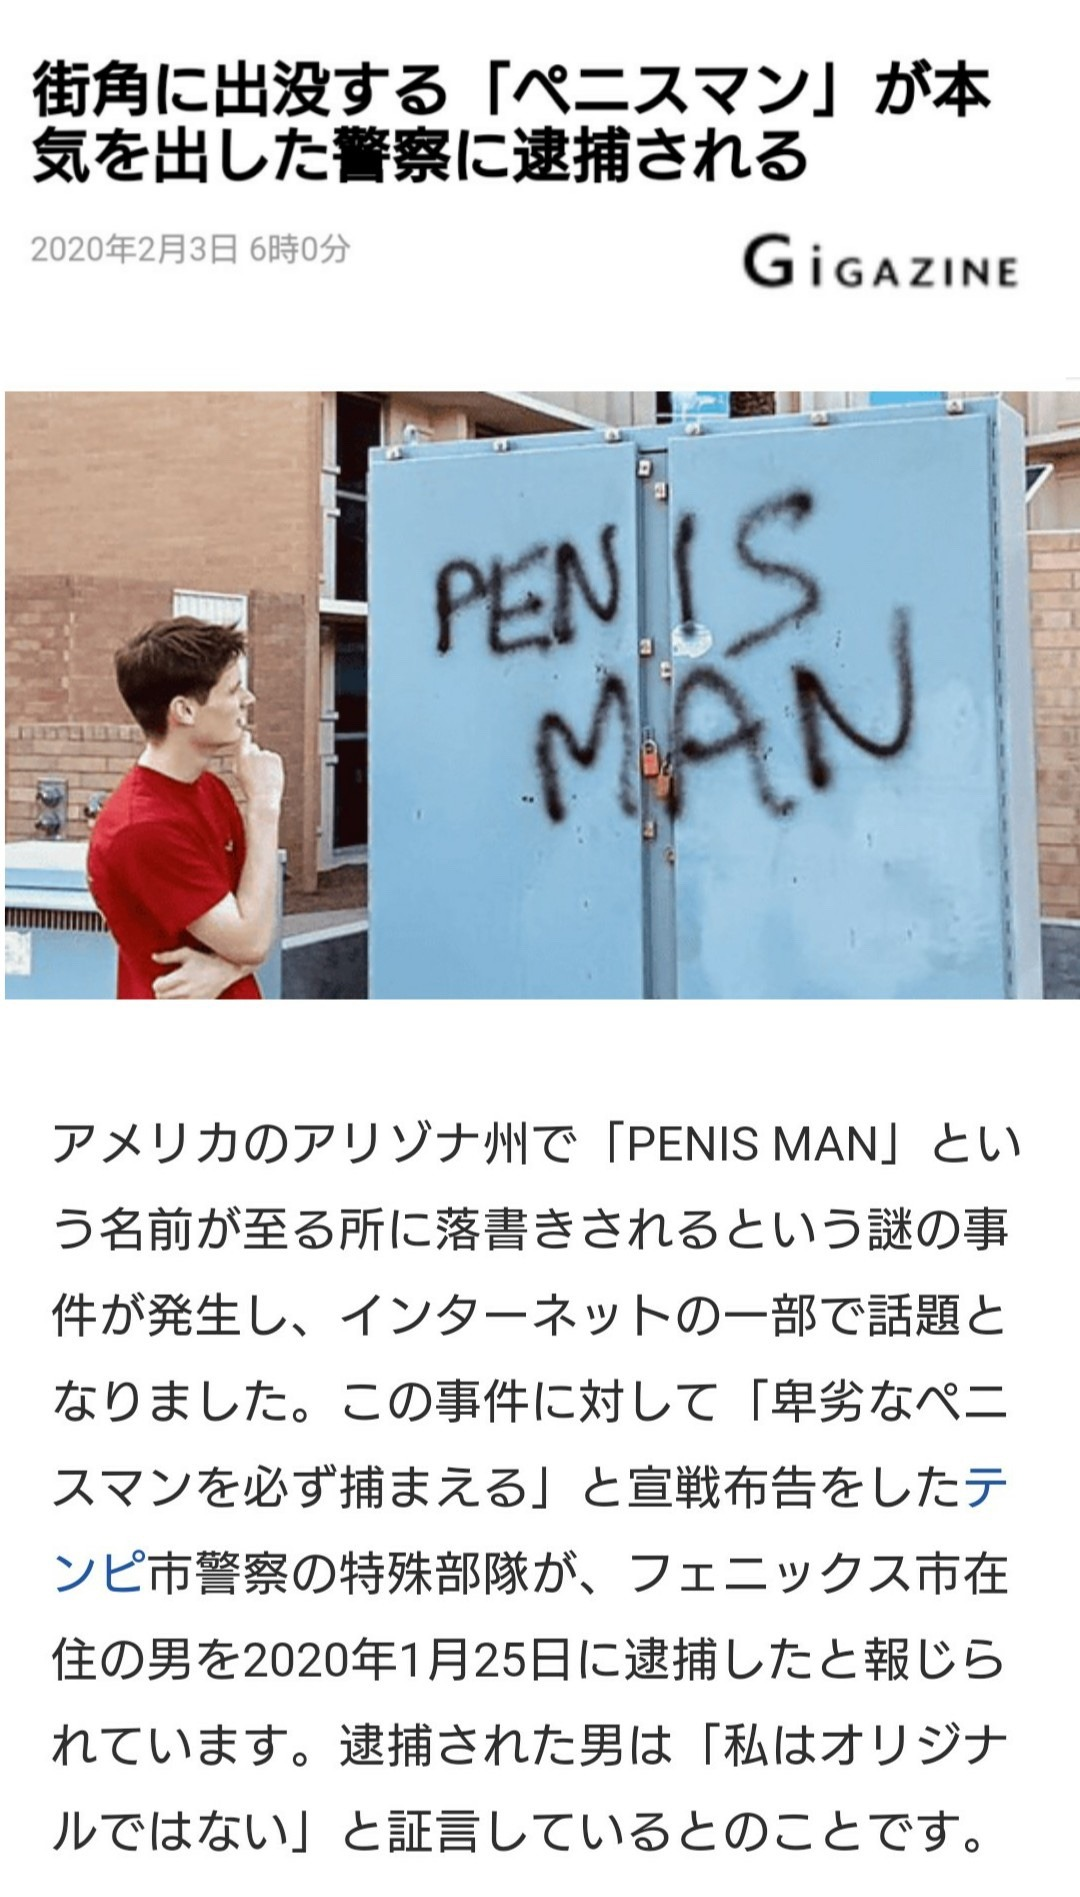 街角に出没する「ペニスマン」が本
気を出した警察に逮捕される
2020年2月3日 6時0分
GiGAZINE
PENIS
MAN
アメリカのアリゾナ州で「PENIS MAN」とい
う名前が至る所に落書きされるという謎の事
件が発生し、インターネットの一部で話題と
なりました。この事件に対して「卑劣なペニ
スマンを必ず捕まえる」と宣戦布告をしたテ
ンピ市警察の特殊部隊が、フェニックス市在
住の男を2020年1月25日に逮捕したと報じら
れています。逮捕された男は「私はオリジナ
ルではない」と証言しているとのことです。